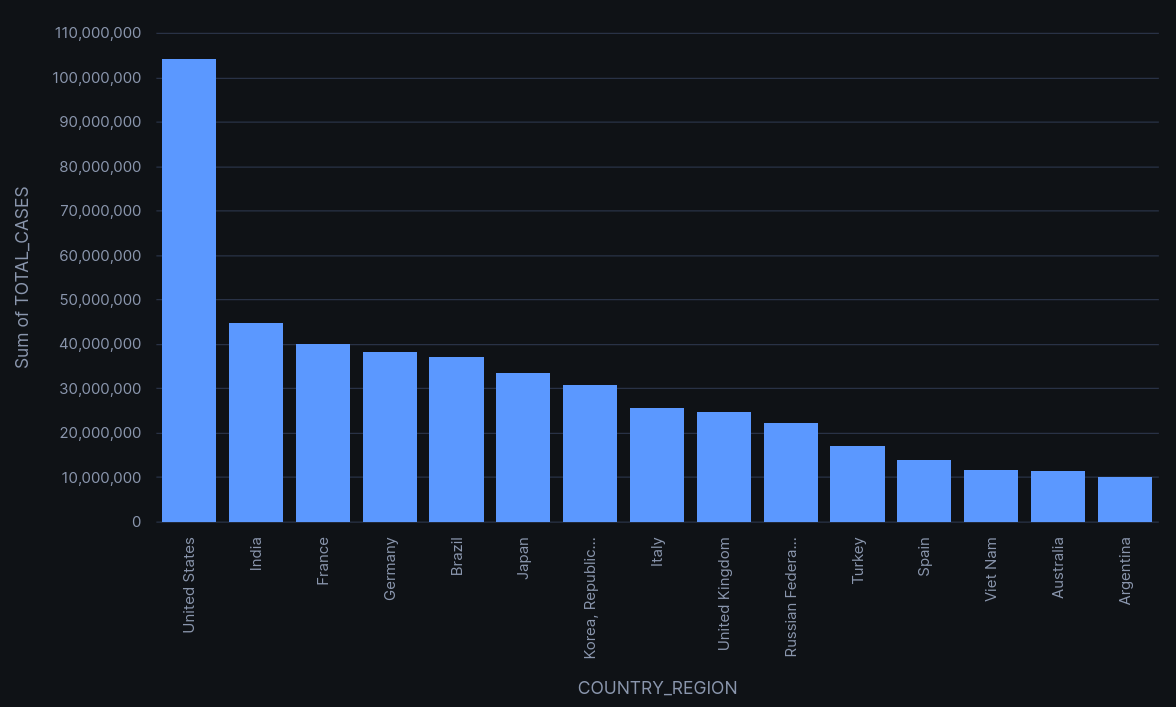 110,000,000
100,000,000
90,000,000
80,000,000
70,000,000
60,000,000
50,000,000
40,000,000
30,000,000
20,000,000
10,000,000
0
Sum of TOTAL_CASES
United States
India
France
Germany
Brazil
Japan
Korea, Republic...
Italy
United Kingdom
Russian Federa...
Turkey
Spain
Viet Nam
Australia
Argentina
COUNTRY_REGION